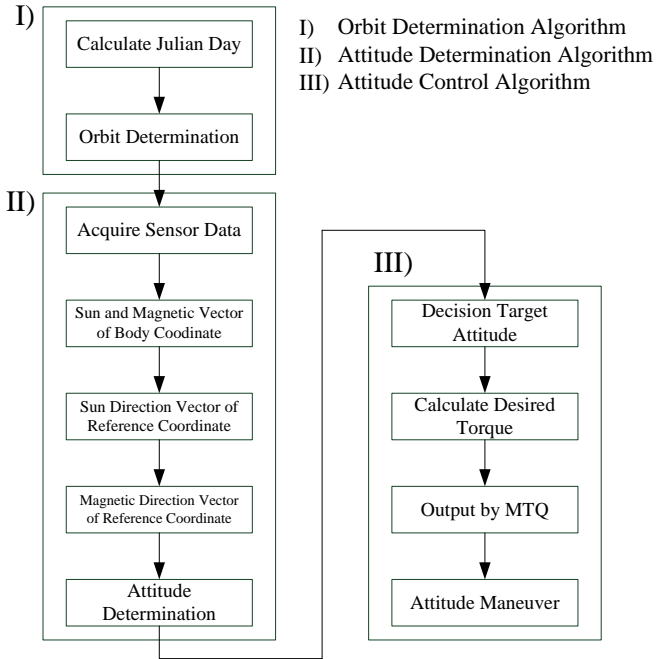 I)
Calculate Julian Day
Orbit Determination
I) Orbit Determination Algorithm
II) Attitude Determination Algorithm
III) Attitude Control Algorithm
II)
Acquire Sensor Data
Sun and Magnetic Vector
of Body Coodinate
Sun Direction Vector of
Reference Coordinate
Magnetic Direction Vector
of Reference Coordinate
Attitude
Determination
III)
Decision Target
Attitude
Calculate Desired
Torque
Output by MTQ
Attitude Maneuver